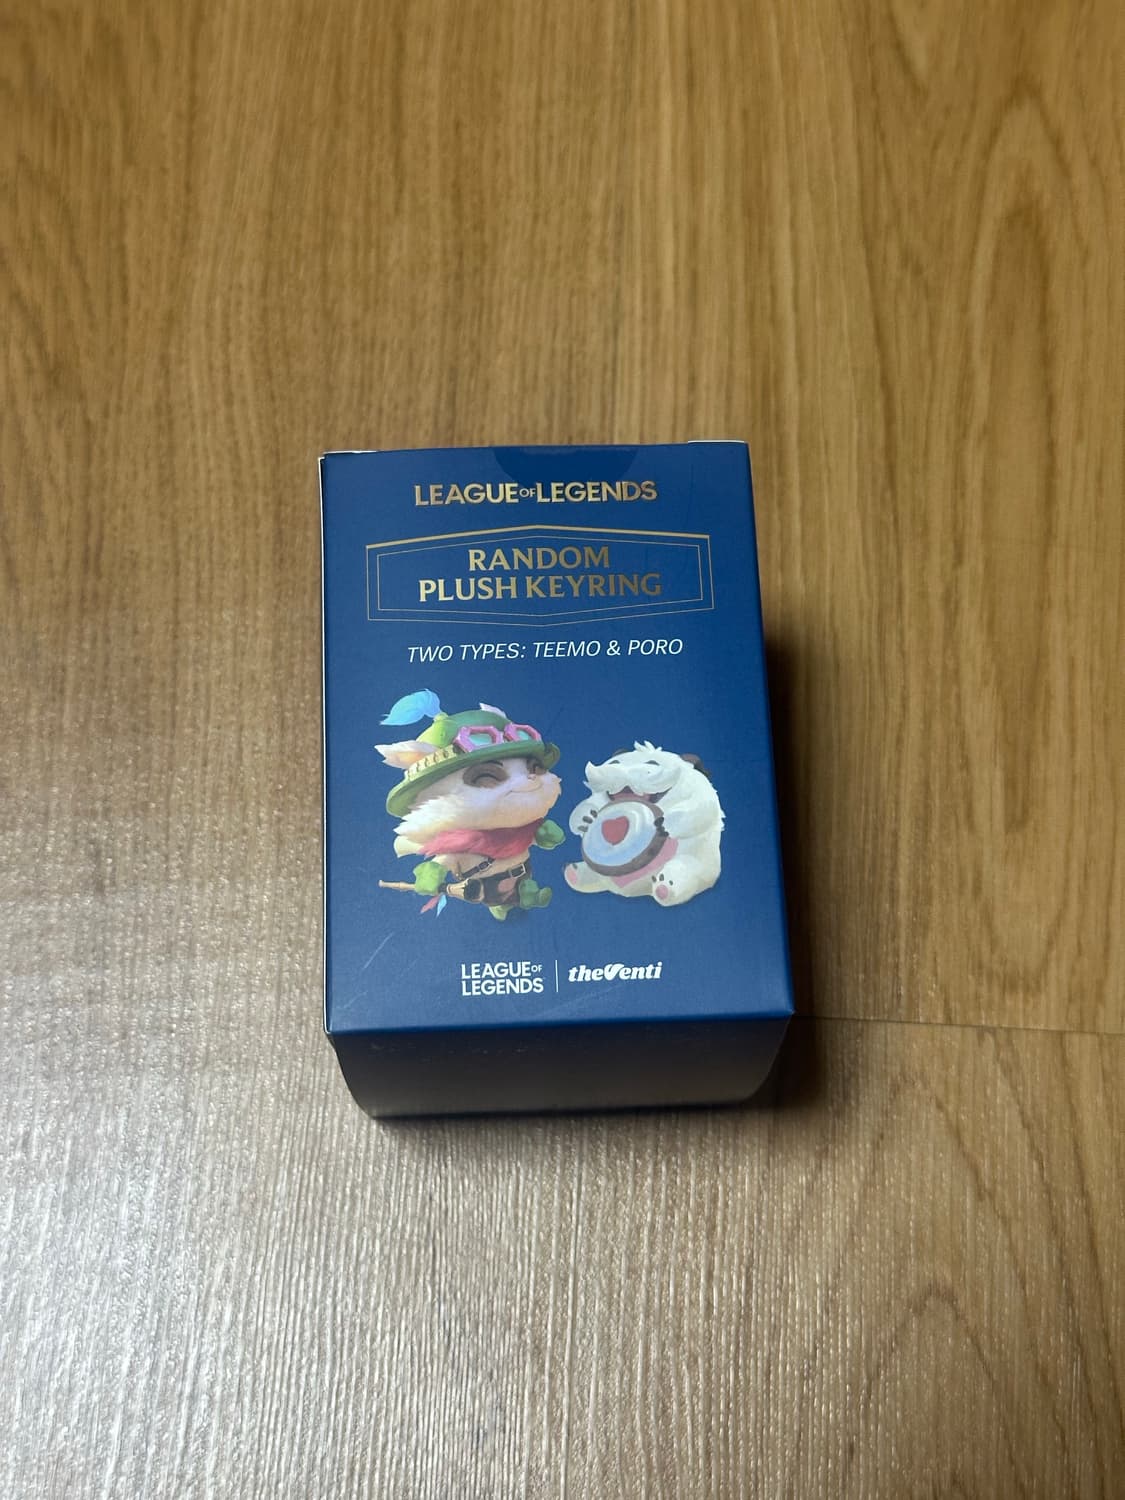 LEAGUE OF LEGENDS
RANDOM
PLUSH KEYRING
TWO TYPES: TEEMO & PORO
LEAGUE OF
LEGENDS
theVenti